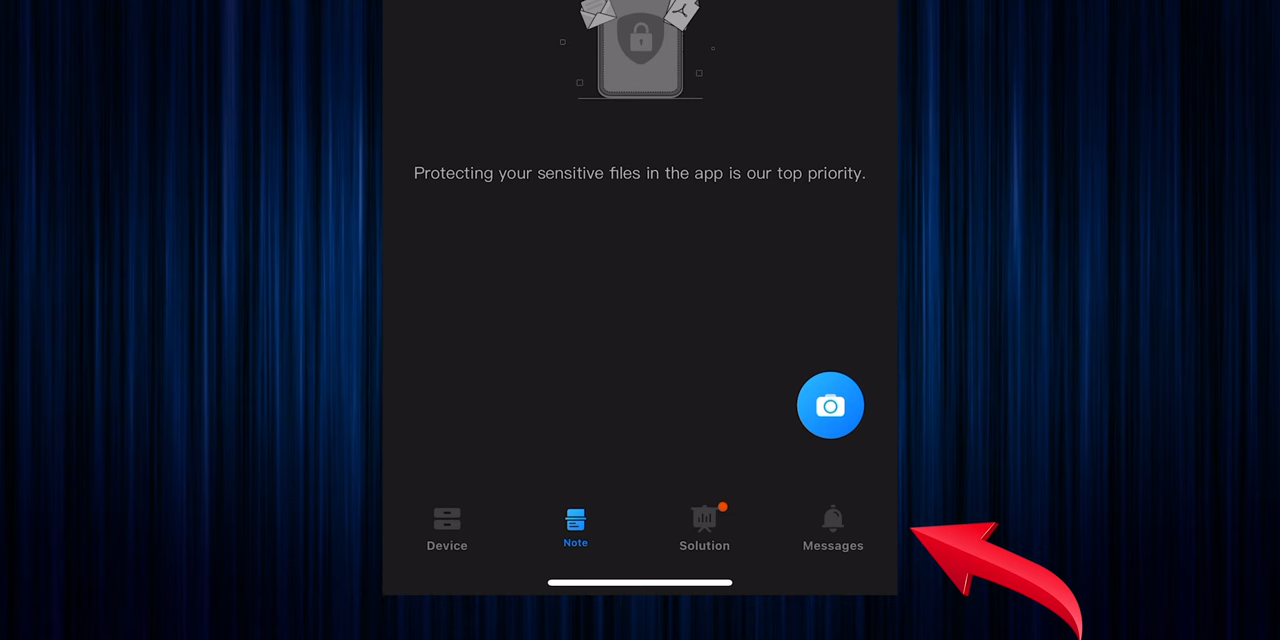 Protecting your sensitive files in the app is our top priority.
Device
Note
Solution
Messages